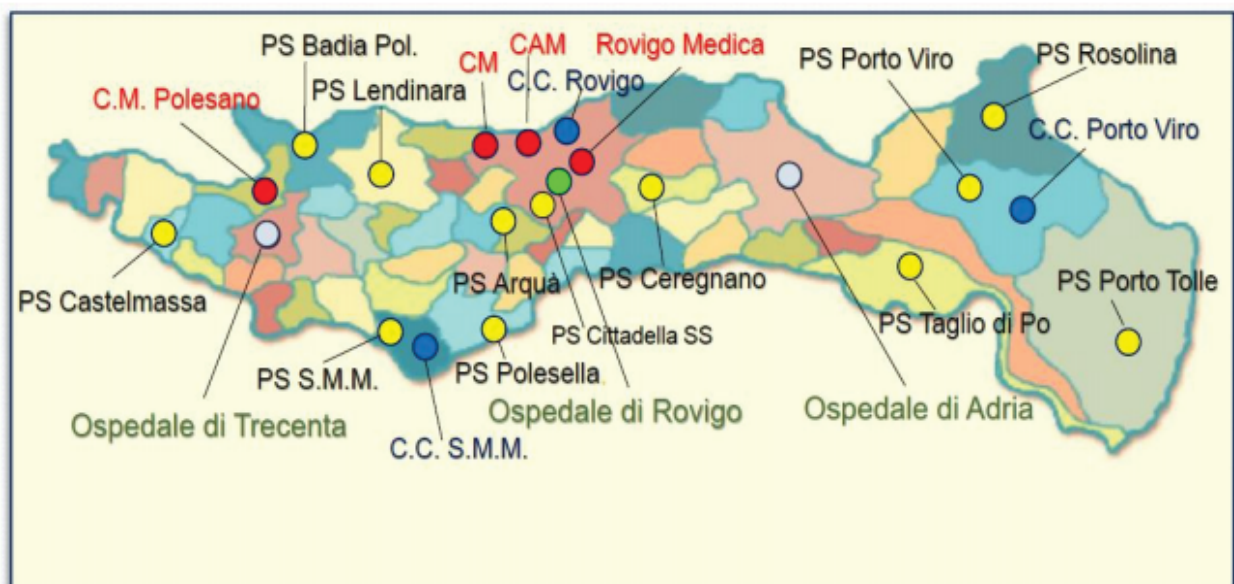 PS Badia Pol.
CAM
Rovigo Medica
CM
C.C. Rovigo
PS Porto Viro
PS Rosolina
C.M. Polesano
PS Lendinara
C.C. Porto Viro
PS Castelmassa
PS Arquà
PS Ceregnano
PS Porto Tolle
PS Cittadella SS
PS Taglio di Po
PS S.M.M.
PS Polesella
Ospedale di Trecenta
Ospedale di Rovigo
Ospedale di Adria
C.C. S.M.M.